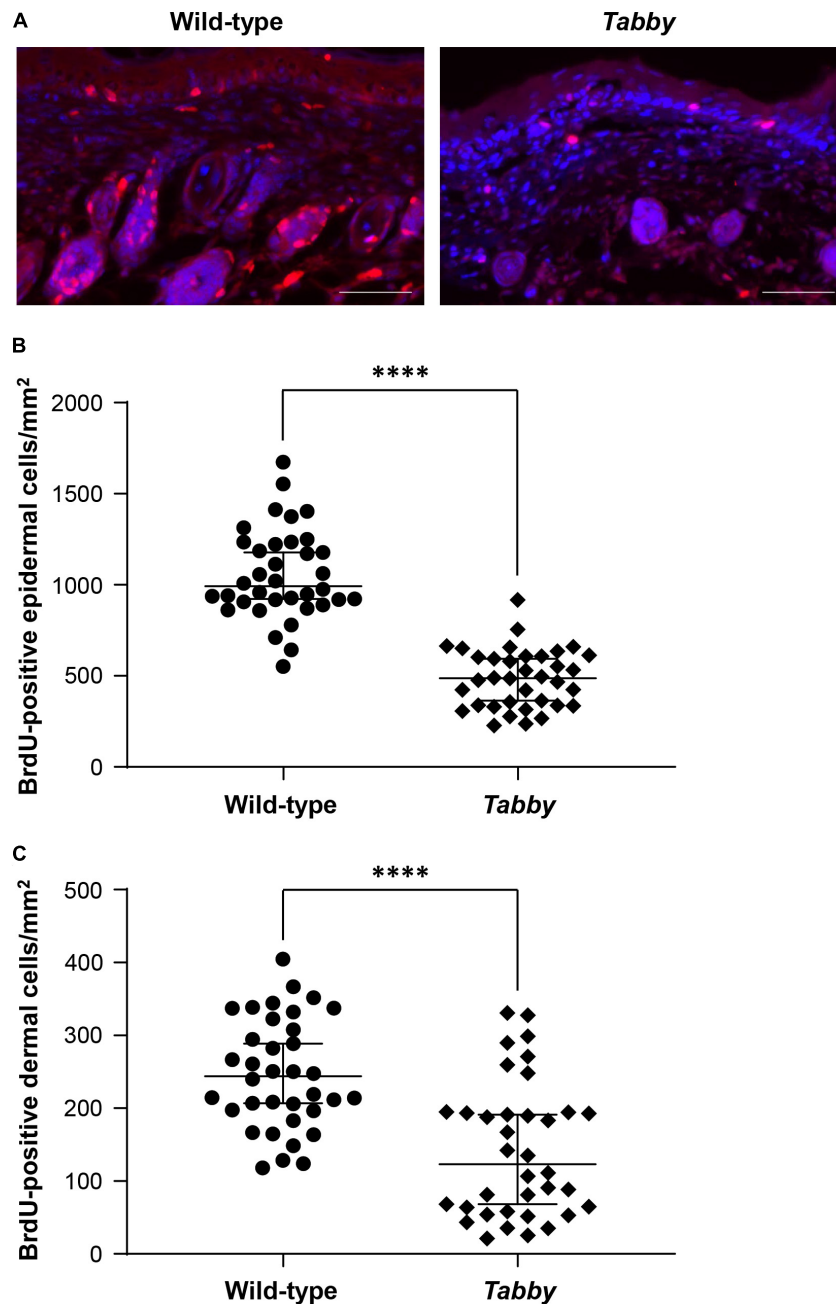 A
Wild-type
Tabby
B
****
BrdU-positive epidermal cells/mm²
2000
1500
1000
500
0
Wild-type
Tabby
C
****
BrdU-positive dermal cells/mm²
500
400
300
200
100
0
Wild-type
Tabby